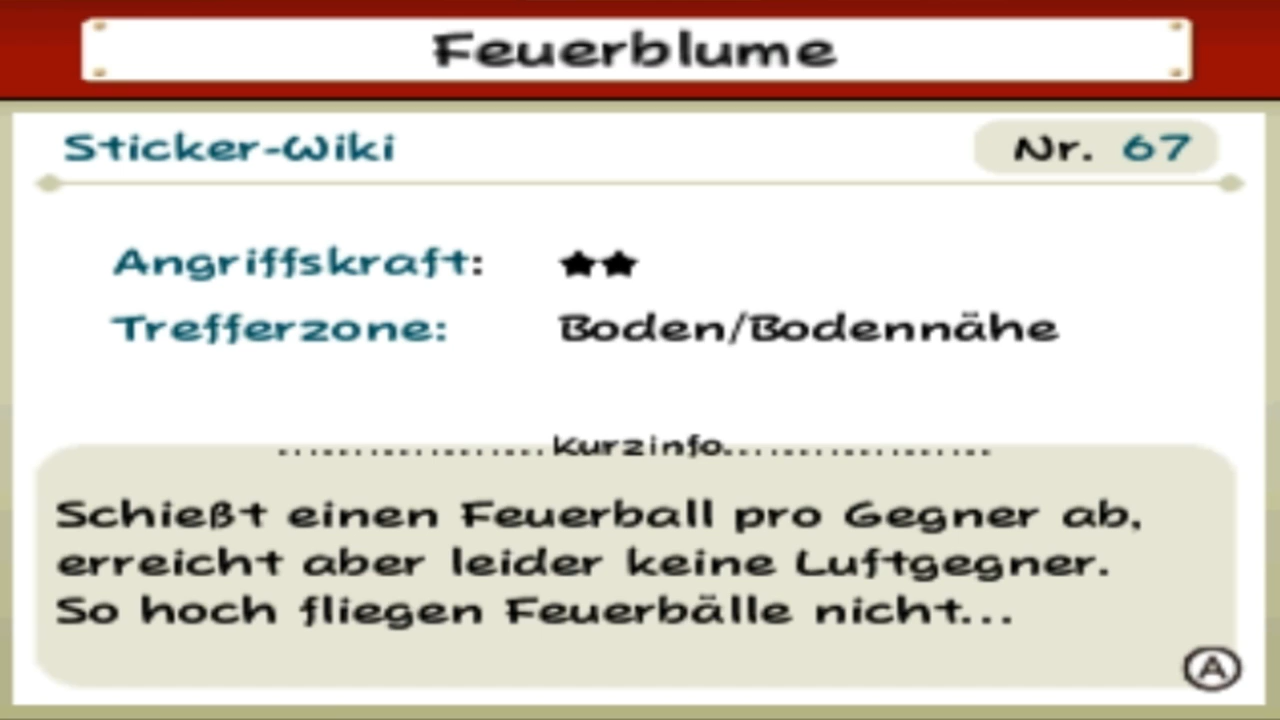 Feuerblume
Sticker-Wiki
Nr. 67
Angriffskraft: ★★
Trefferzone: Boden/Bodennähe
Kurzinfo
Schießt einen Feuerball pro Gegner ab,
erreicht aber leider keine Luftgegner.
So hoch fliegen Feuerbälle nicht...
A